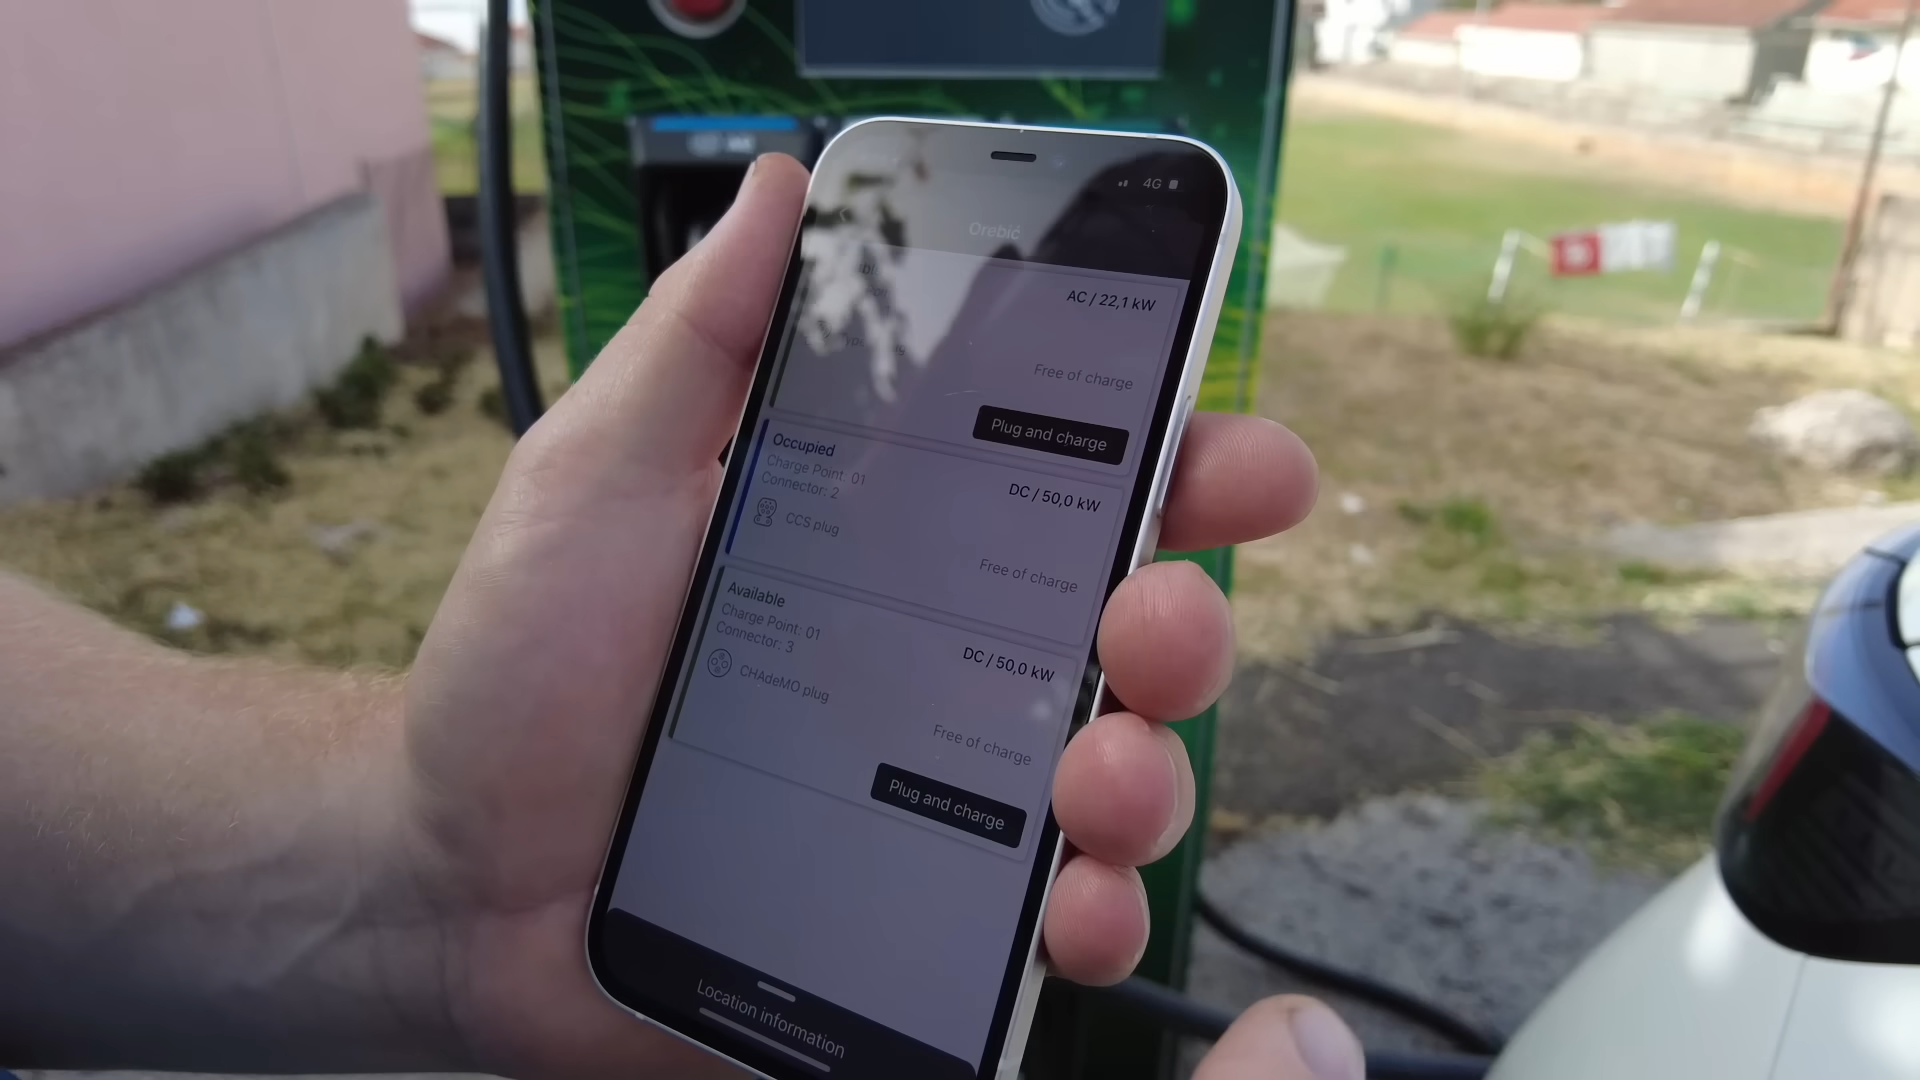 4G
Orebić
AC / 22,1 kW
Free of charge
Plug and charge
Occupied
Charge Point: 01
Connector: 2
DC / 50,0 kW
CCS plug
Free of charge
Available
Charge Point: 01
Connector: 3
DC / 50,0 kW
CHAdeMO plug
Free of charge
Plug and charge
Location information